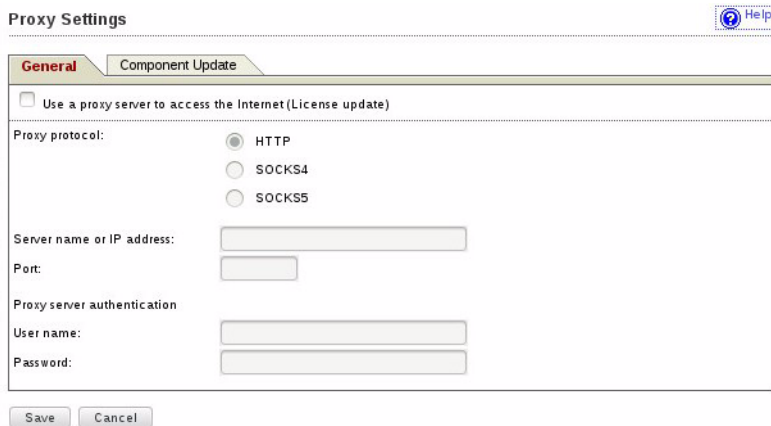 Proxy Settings
Help
General
Component Update
Use a proxy server to access the Internet (License update)
Proxy protocol:
HTTP
SOCKS4
SOCKS5
Server name or IP address:
Port:
Proxy server authentication
User name:
Password:
Save
Cancel